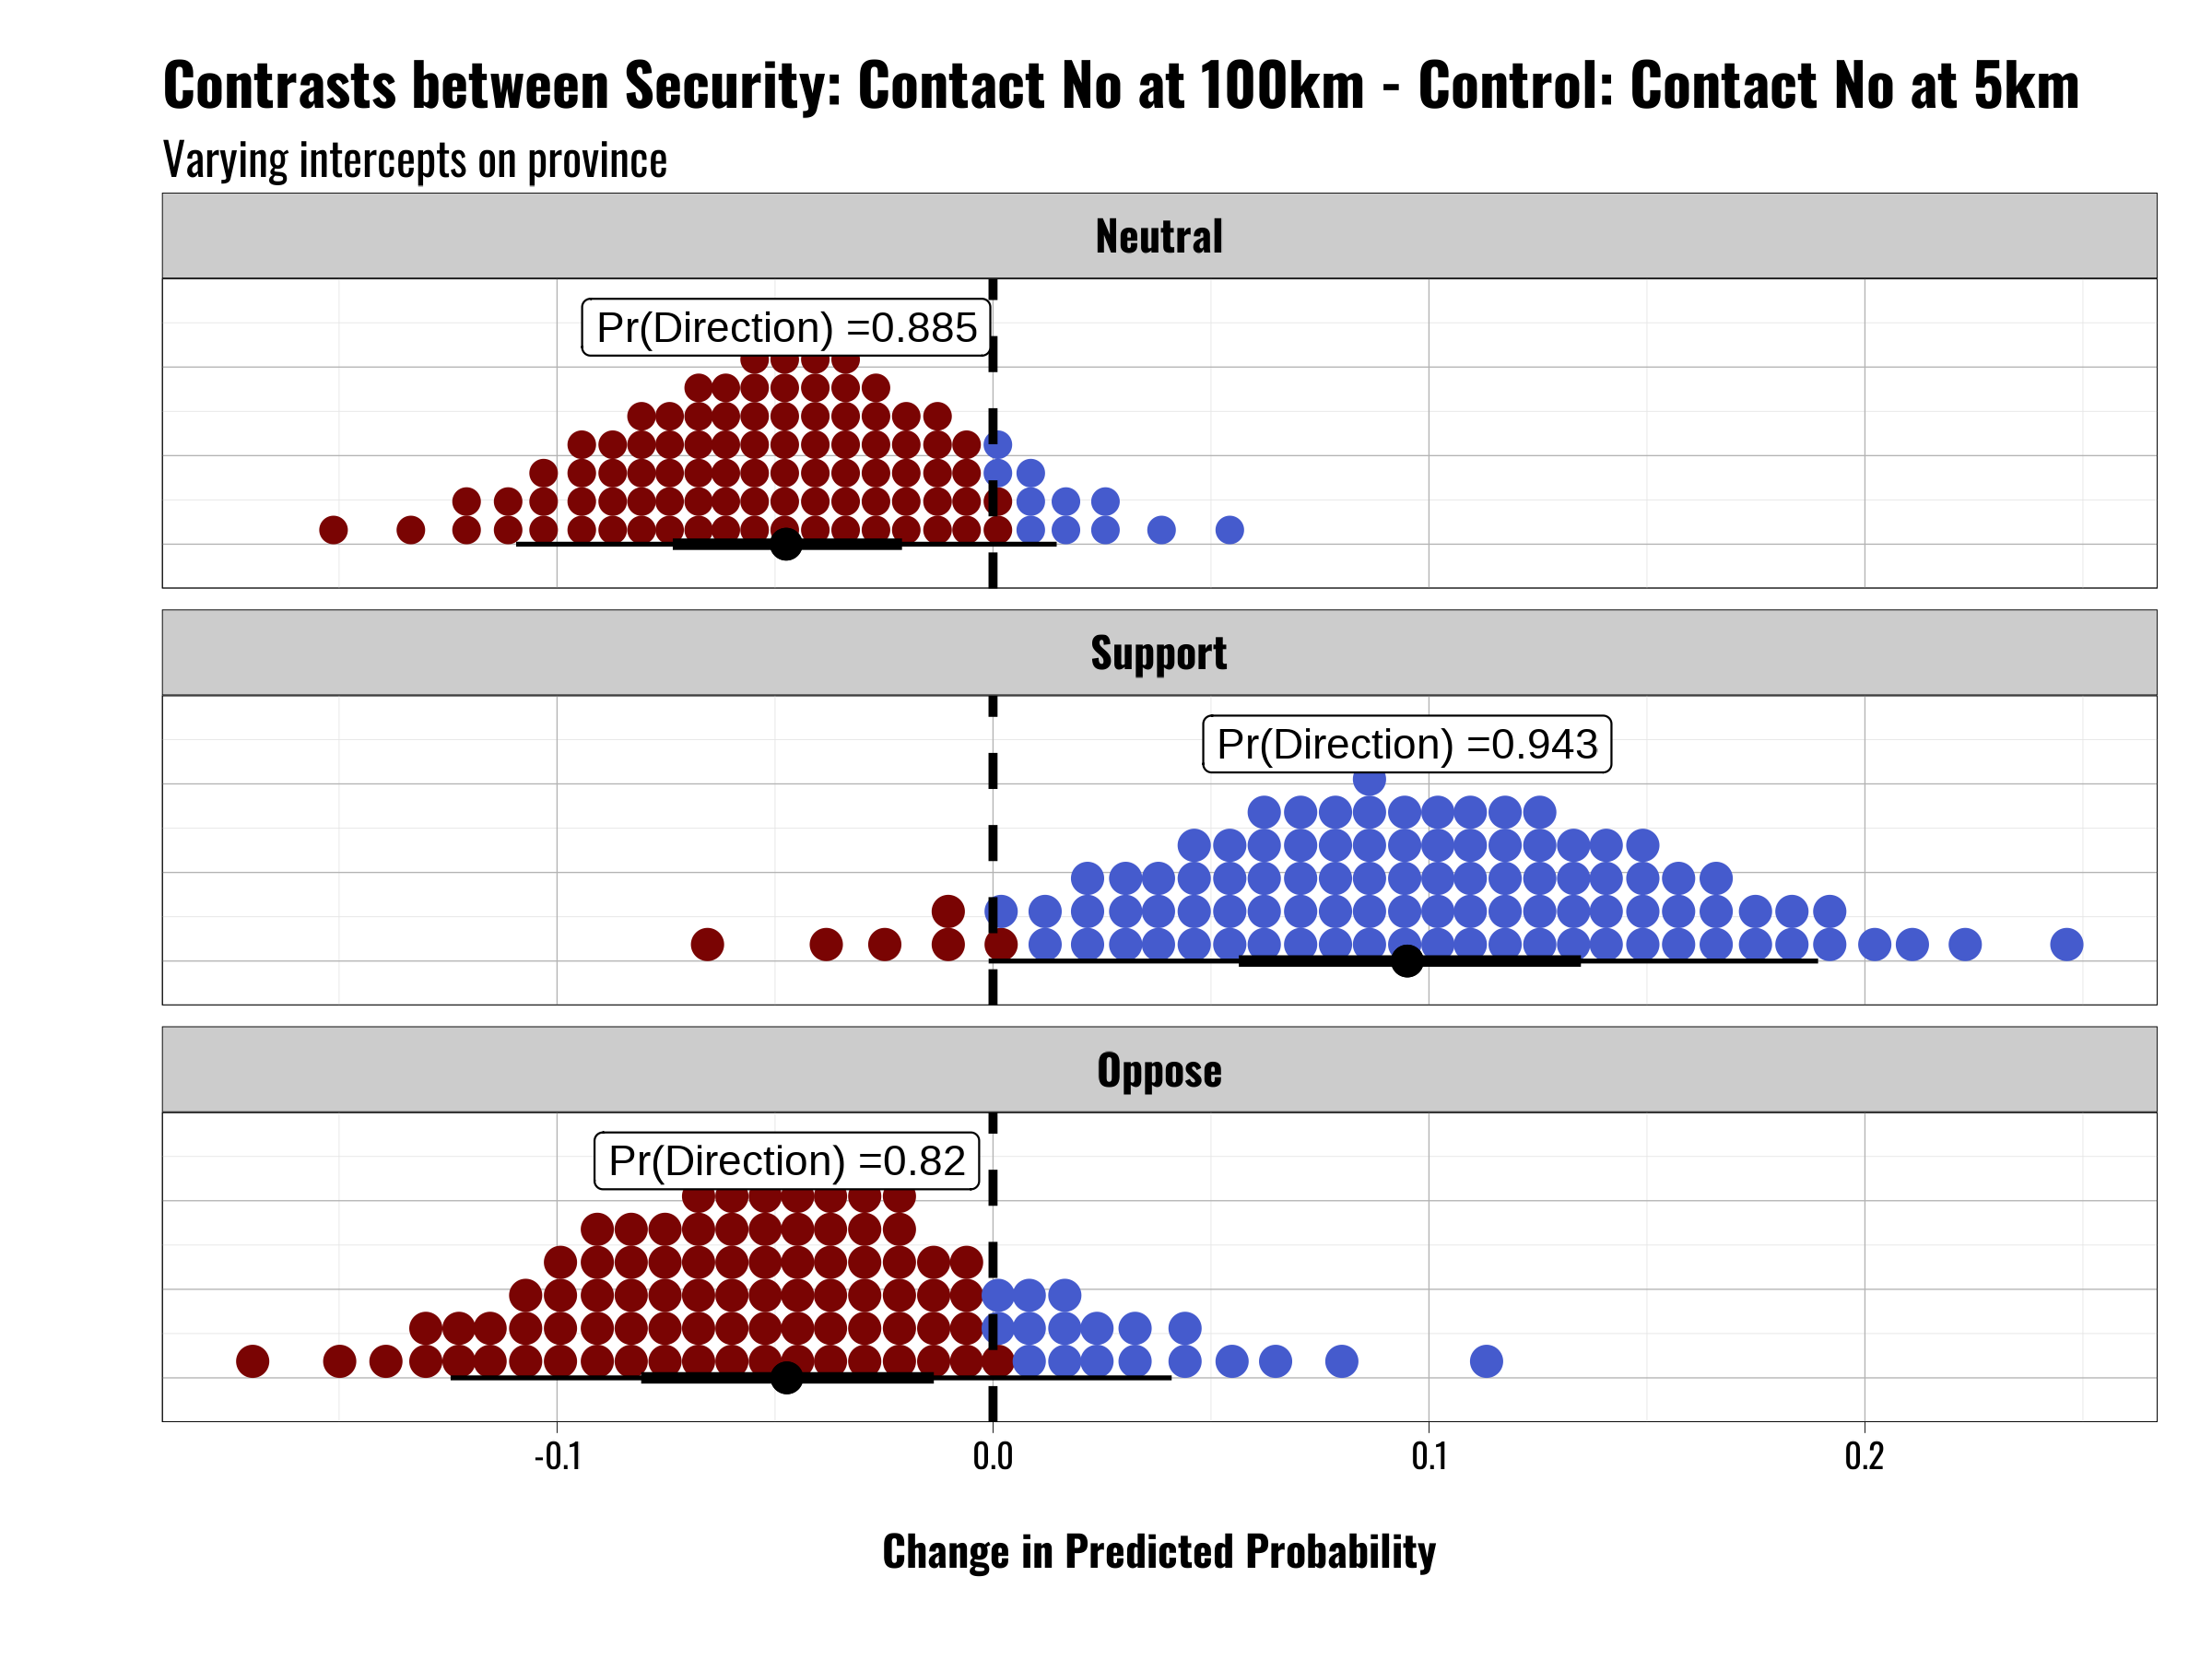 Contrasts between Security: Contact No at 100km - Control: Contact No at 5km
Varying intercepts on province
Neutral
Pr(Direction) =0.885
Support
Pr(Direction) =0.943
Oppose
Pr(Direction) =0.82
-0.1 0.0 0.1 0.2
Change in Predicted Probability